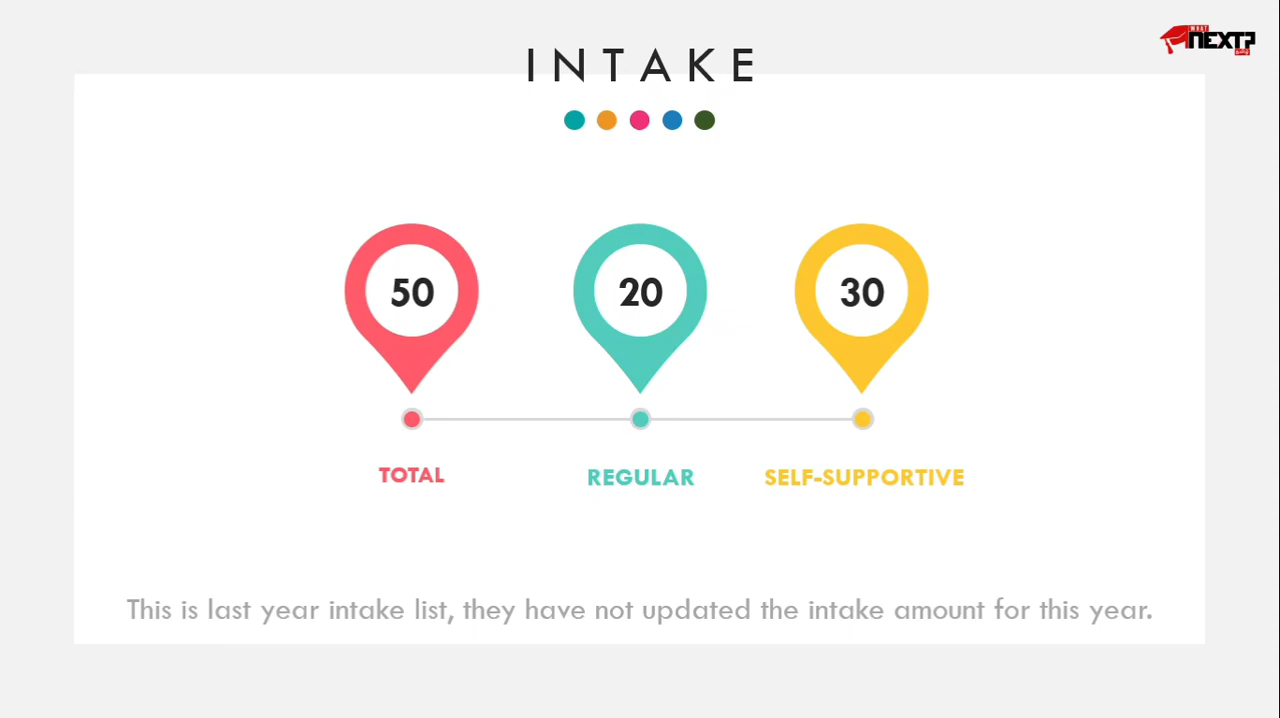 INTAKE
WHAT
NEXT?
50
20
30
TOTAL
REGULAR
SELF-SUPPORTIVE
This is last year intake list, they have not updated the intake amount for this year.